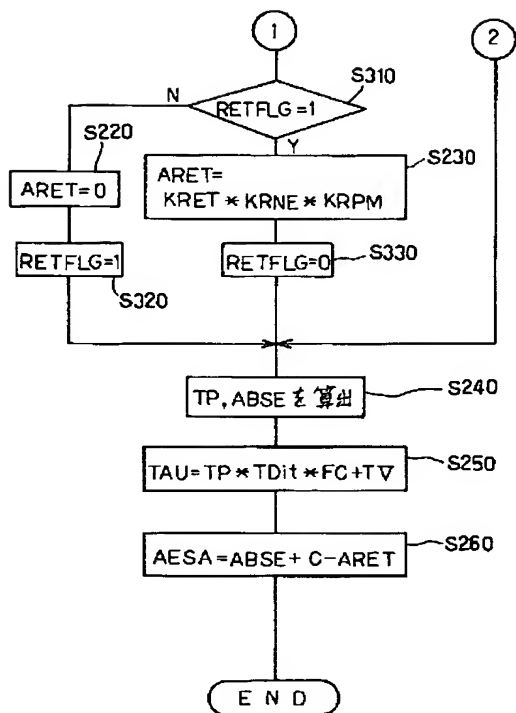 1
2
S310
N
RETFLG=1
S220
Y
S230
ARET=0
ARET=
KRET*KRNE*KRPM
RETFLG=1
RETFLG=0
S330
S320
TP,ABSEを算出
S240
S250
TAU=TP*TDit*FC+TV
S260
AESA=ABSE+C-ARET
END